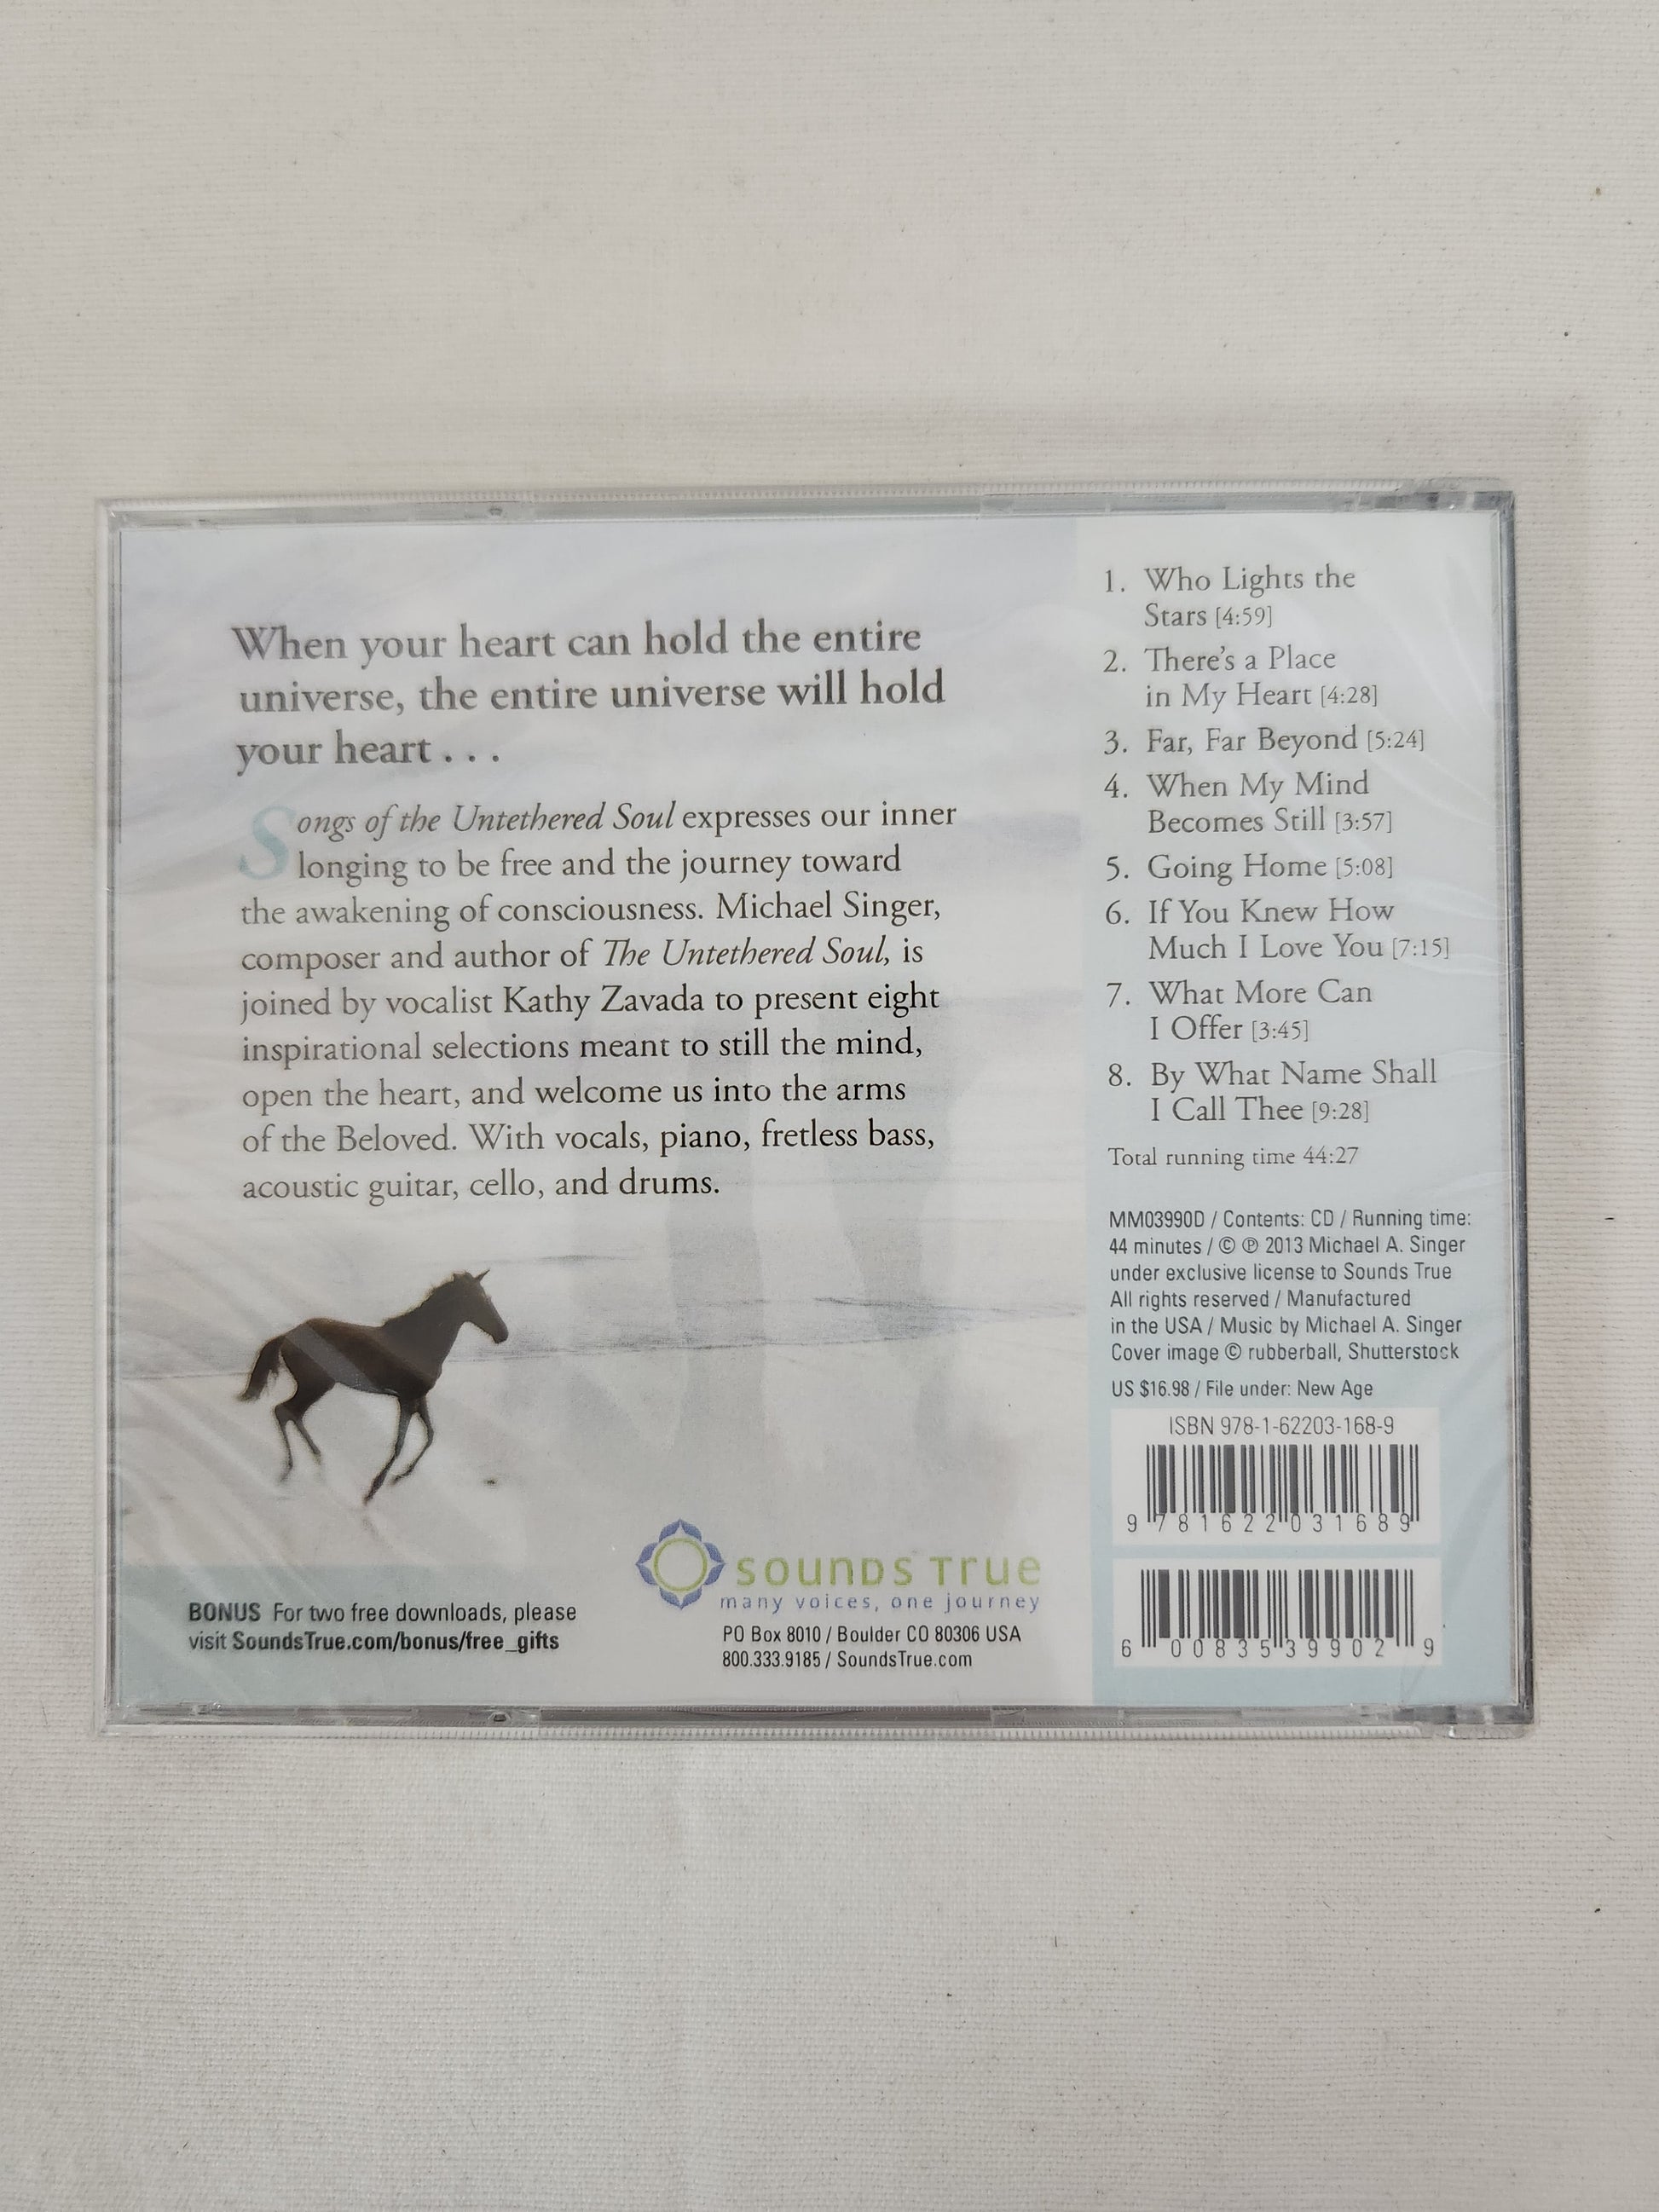 When your heart can hold the entire
universe, the entire universe will hold
your heart . . .
Songs of the Untethered Soul expresses our inner
longing to be free and the journey toward
the awakening of consciousness. Michael Singer,
composer and author of The Untethered Soul, is
joined by vocalist Kathy Zavada to present eight
inspirational selections meant to still the mind,
open the heart, and welcome us into the arms
of the Beloved. With vocals, piano, fretless bass,
acoustic guitar, cello, and drums.
BONUS For two free downloads, please
visit SoundsTrue.com/bonus/free_gifts
sounds true
many voices, one journey
PO Box 8010 / Boulder CO 80306 USA
800.333.9185 / SoundsTrue.com
1. Who Lights the
Stars [4:59]
2. There's a Place
in My Heart [4:28]
3. Far, Far Beyond [5:24]
4. When My Mind
Becomes Still [3:57]
5. Going Home [5:08]
6. If You Knew How
Much I Love You [7:15]
7. What More Can
I Offer [3:45]
8. By What Name Shall
I Call Thee [9:28]
Total running time 44:27
MM03990D / Contents: CD / Running time:
44 minutes / © ℗ 2013 Michael A. Singer
under exclusive license to Sounds True
All rights reserved / Manufactured
in the USA / Music by Michael A. Singer
Cover image © rubberball, Shutterstock
US $16.98 / File under: New Age
ISBN 978-1-62203-168-9
9 781622 031689
6 00835 39902 9